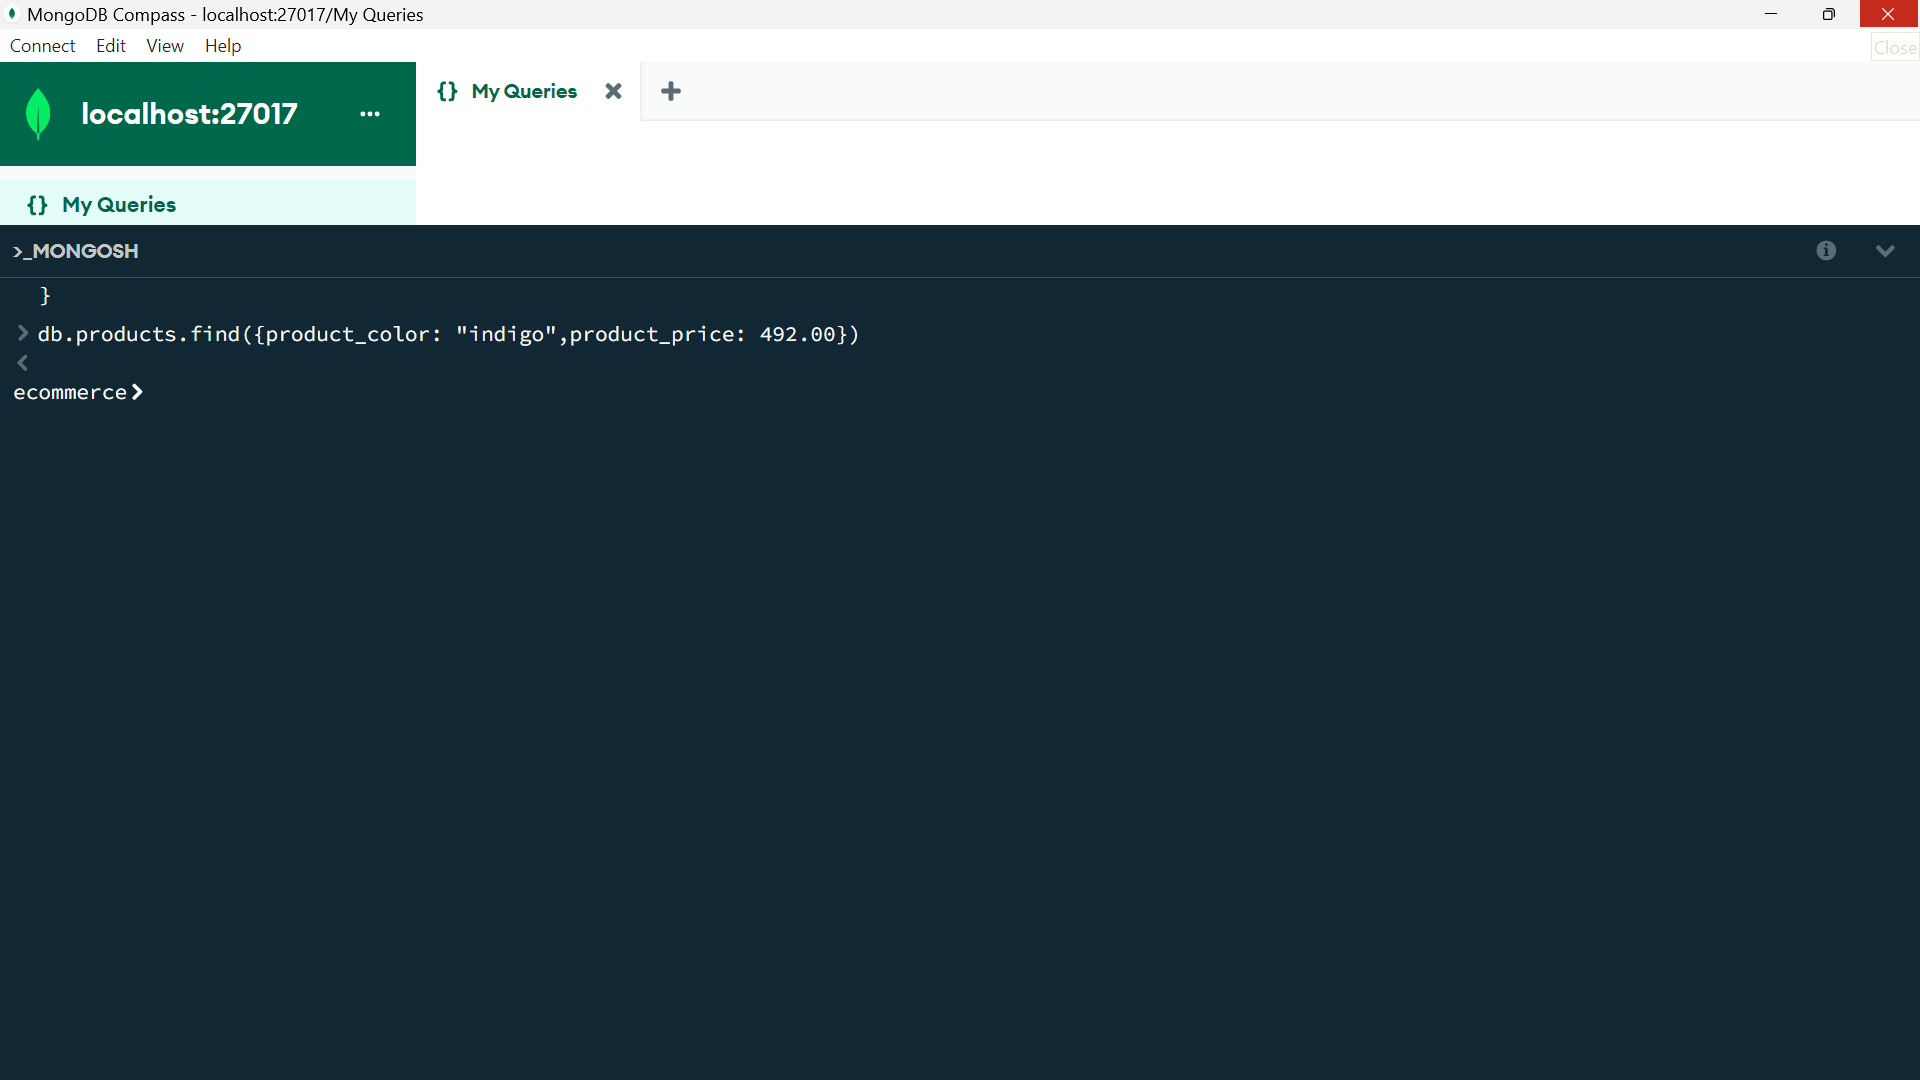 MongoDB Compass - localhost:27017/My Queries
Connect Edit View Help
Close
localhost:27017 ...
{} My Queries
{} My Queries
>_MONGOSH
}
> db.products.find({product_color: "indigo",product_price: 492.00})
<
ecommerce>